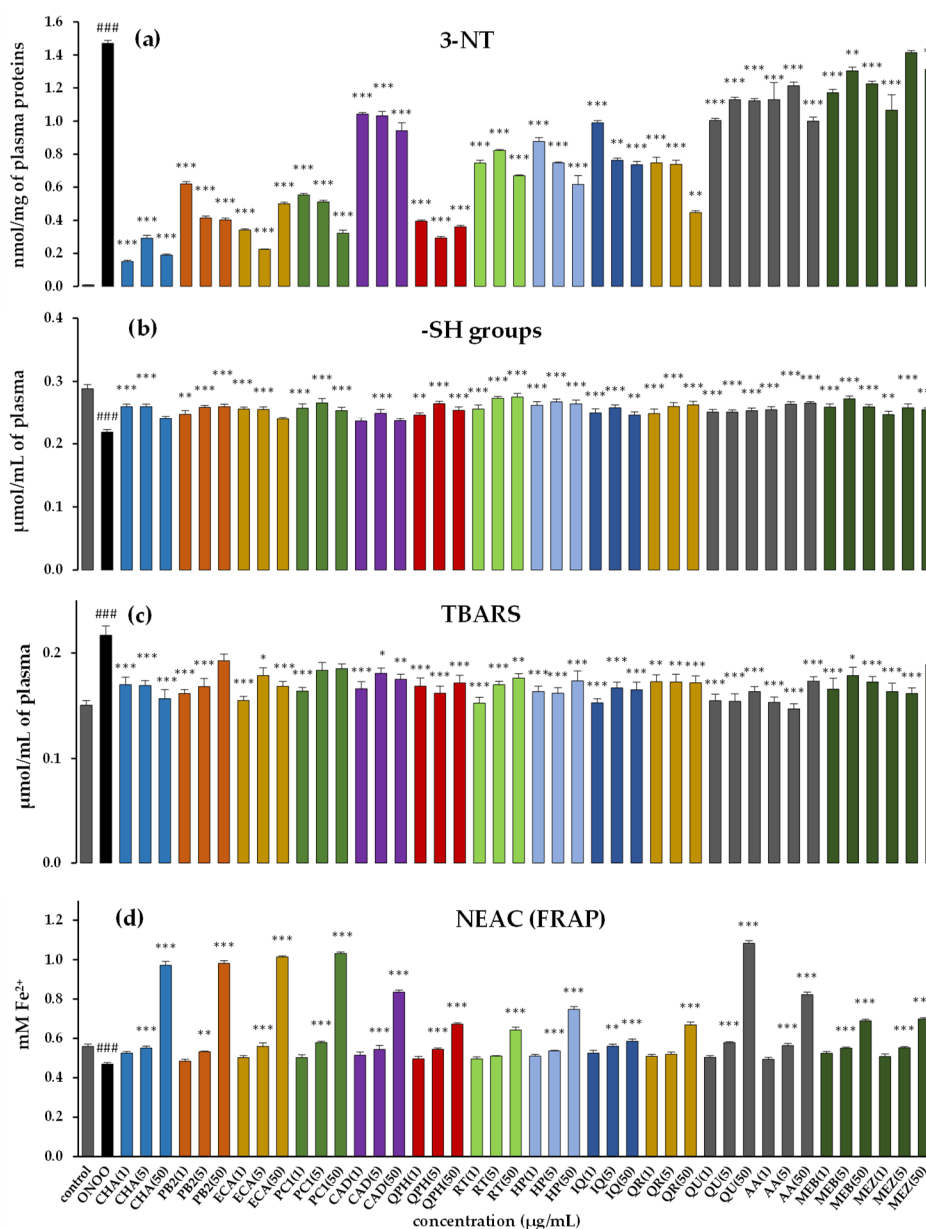 (a)
3-NT
nmol/mg of plasma proteins
1.6
1.4
1.2
1.0
0.8
0.6
0.4
0.2
0.0
### *** *** *** *** *** *** *** *** *** *** *** *** *** *** *** *** *** *** *** *** *** *** *** *** *** ** *** *** *** ** *** *** *** *** *** *** *** ** *** *** ***
(b)
-SH groups
µmol/mL of plasma
0.4
0.3
0.2
0.1
0.0
### *** *** ** *** *** *** *** *** *** *** *** ** *** *** *** *** *** *** *** *** *** *** ** *** *** *** *** *** *** *** *** *** *** *** *** ** ***
(c)
TBARS
µmol/mL of plasma
0.2
0.1
0.0
### *** *** *** *** *** *** * *** *** *** * ** *** *** *** *** *** ** *** *** *** *** *** *** ** ** *** *** *** *** *** *** *** *** * *** *** ***
(d)
NEAC (FRAP)
mM Fe²⁺
1.2
1.0
0.8
0.6
0.4
0.2
0.0
### *** *** ** *** *** *** *** *** *** *** *** *** *** *** *** ** *** *** *** *** *** *** *** *** *** ***
control
ONOO
CHA(1)
CHA(5)
CHA(50)
PB2(1)
PB2(5)
PB2(50)
ECA(1)
ECA(5)
ECA(50)
PC1(1)
PC1(5)
PC1(50)
CAD(1)
CAD(5)
CAD(50)
QPH(1)
QPH(5)
QPH(50)
RT(1)
RT(5)
RT(50)
HP(1)
HP(5)
HP(50)
IQ(1)
IQ(5)
IQ(50)
QR(1)
QR(5)
QR(50)
QU(1)
QU(5)
QU(50)
AA(1)
AA(5)
AA(50)
MEB(1)
MEB(5)
MEB(50)
MEZ(1)
MEZ(5)
MEZ(50)
concentration (µg/mL)